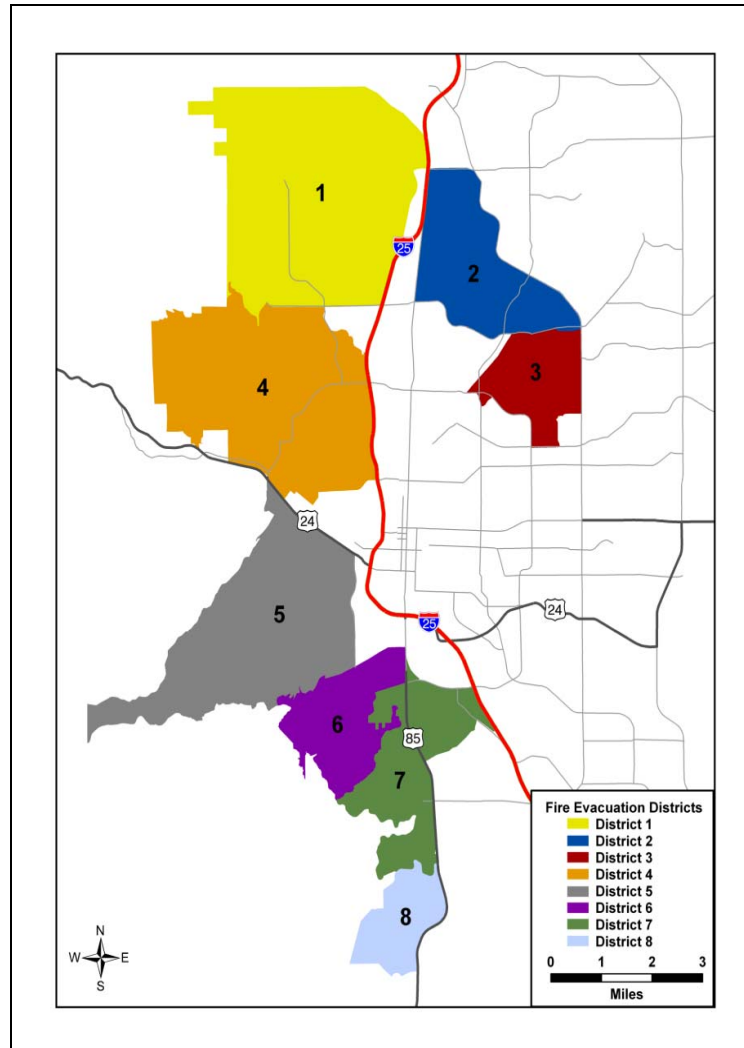 1
25
2
3
4
24
5
25
24
6
85
7
8
N
W E
S
Fire Evacuation Districts
District 1
District 2
District 3
District 4
District 5
District 6
District 7
District 8
0 1 2 3
Miles